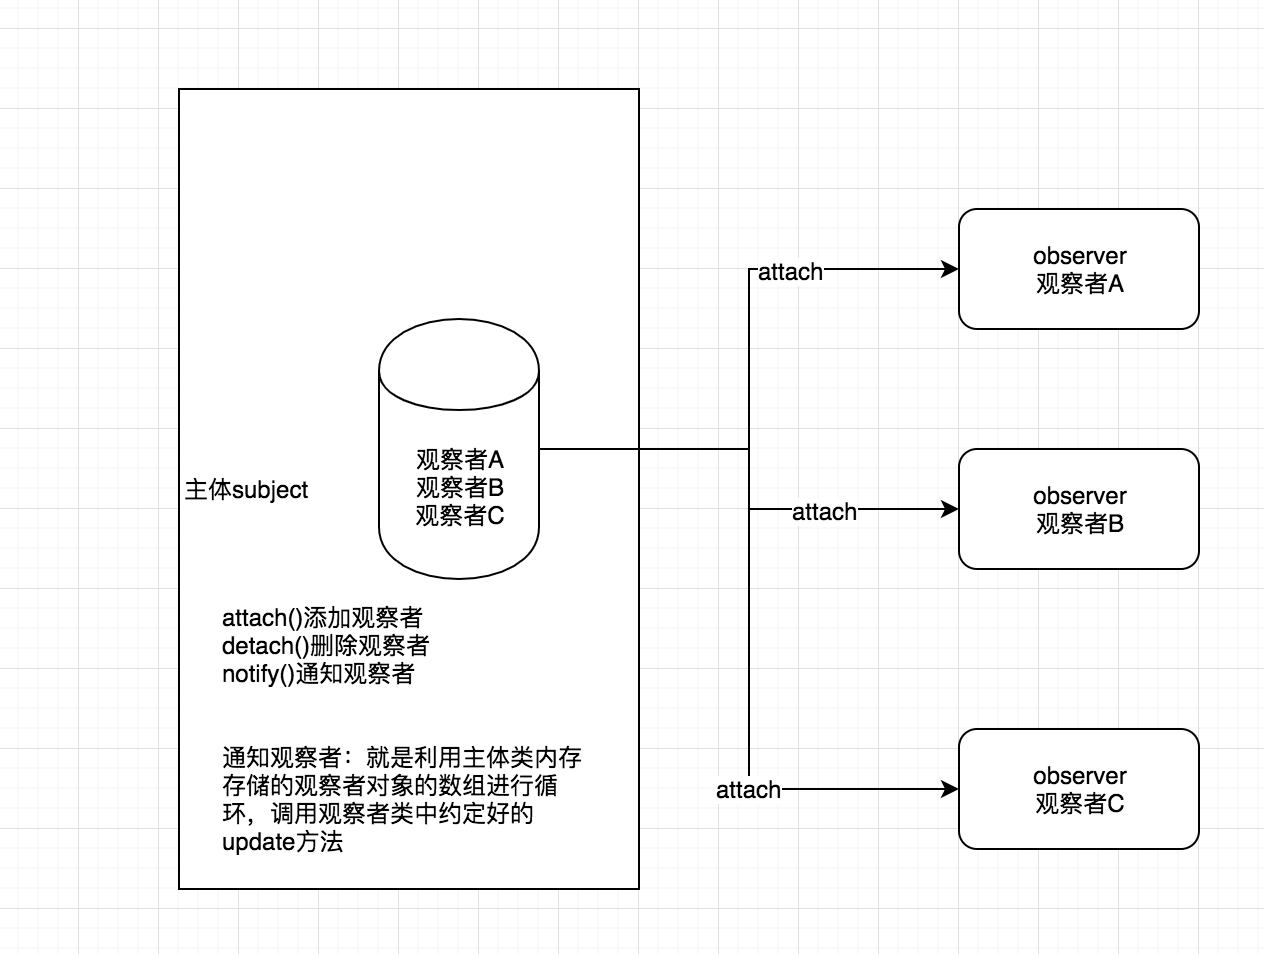 attach
observer
观察者A
观察者A
观察者B
观察者C
主体subject
attach
observer
观察者B
attach()添加观察者
detach()删除观察者
notify()通知观察者
通知观察者：就是利用主体类内存
存储的观察者对象的数组进行循
环，调用观察者类中约定好的
update方法
attach
observer
观察者C